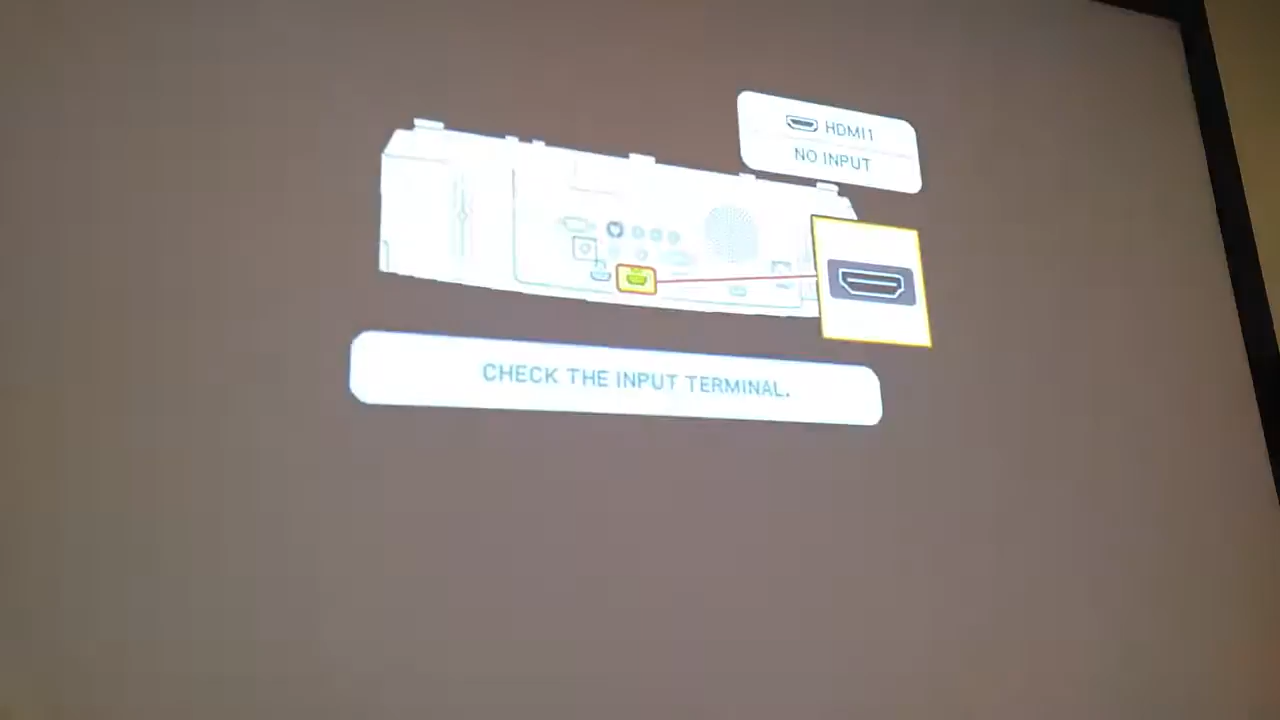 HDMI1
NO INPUT
CHECK THE INPUT TERMINAL.